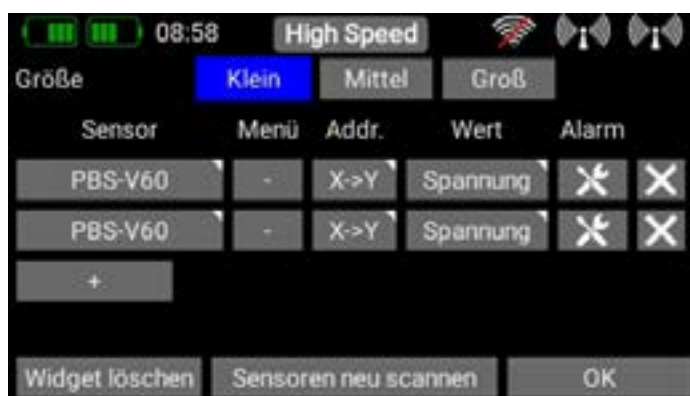 08:58 High Speed
Größe Klein Mittel Groß
Sensor Menü Addr. Wert Alarm
PBS-V60 - X->Y Spannung
PBS-V60 - X->Y Spannung
+
Widget löschen Sensoren neu scannen OK